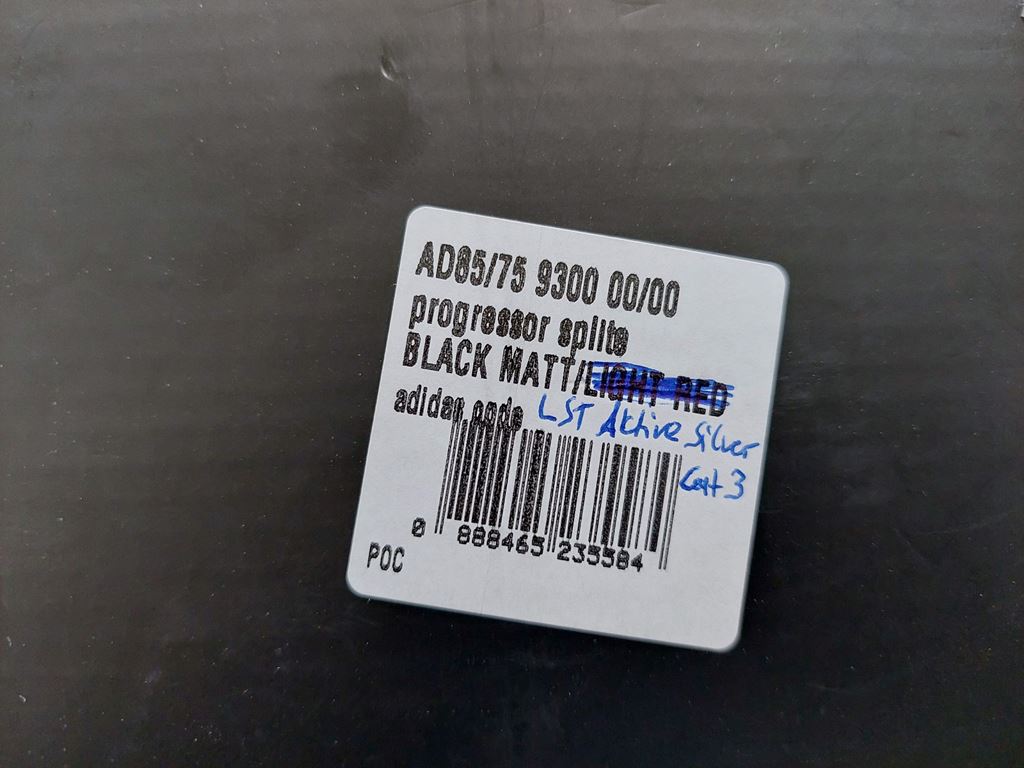 AD85/75 9300 00/00
progressor splite
BLACK MATT/LIGHT RED
adidas code LST Aktive Silver
Cat 3
0 888465 235584
POC